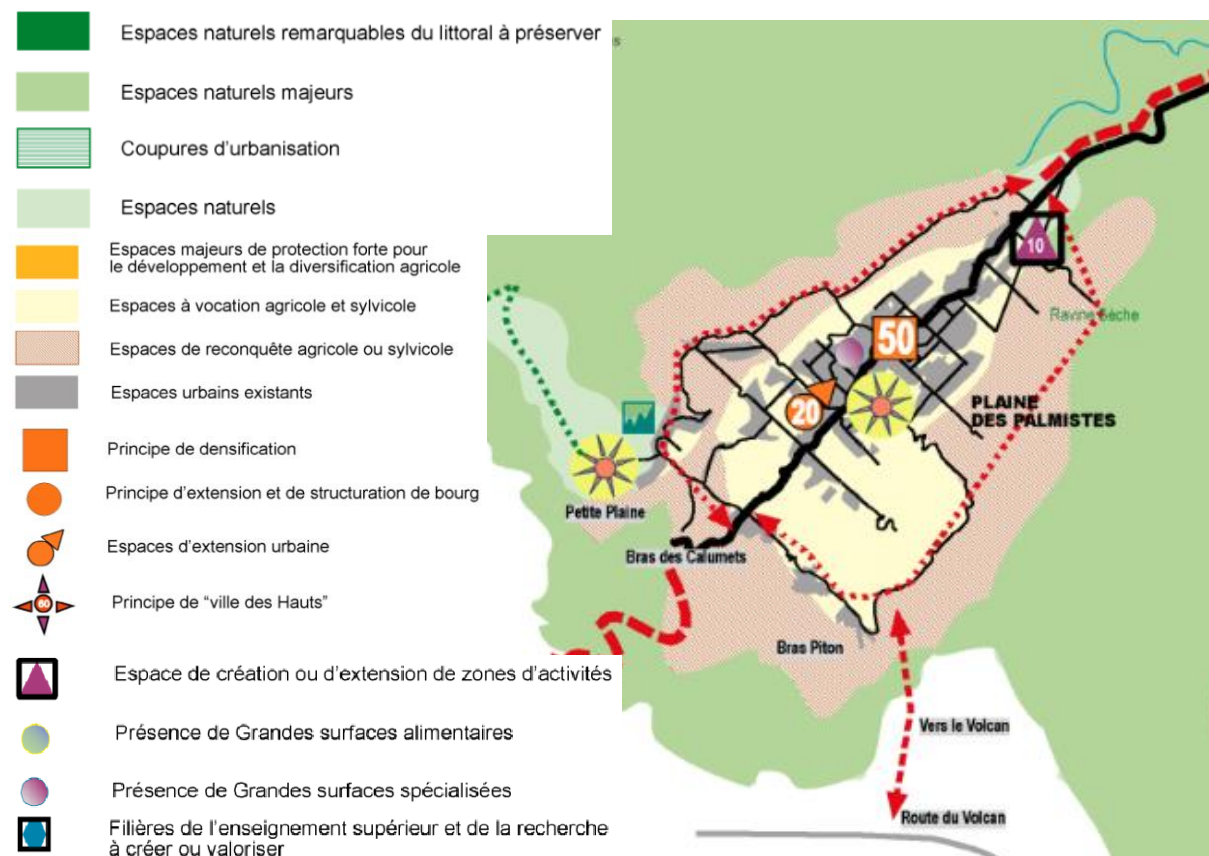 Espaces naturels remarquables du littoral à préserver
Espaces naturels majeurs
Coupures d'urbanisation
Espaces naturels
Espaces majeurs de protection forte pour
le développement et la diversification agricole
Espaces à vocation agricole et sylvicole
Espaces de reconquête agricole ou sylvicole
Espaces urbains existants
Principe de densification
Principe d'extension et de structuration de bourg
Espaces d'extension urbaine
Principe de "ville des Hauts"
Espace de création ou d'extension de zones d'activités
Présence de Grandes surfaces alimentaires
Présence de Grandes surfaces spécialisées
Filières de l'enseignement supérieur et de la recherche
à créer ou valoriser
10
Ravine Sèche
50
20
PLAINE
DES PALMISTES
Petite Plaine
Bras des Calumets
Bras Piton
Vers le Volcan
Route du Volcan